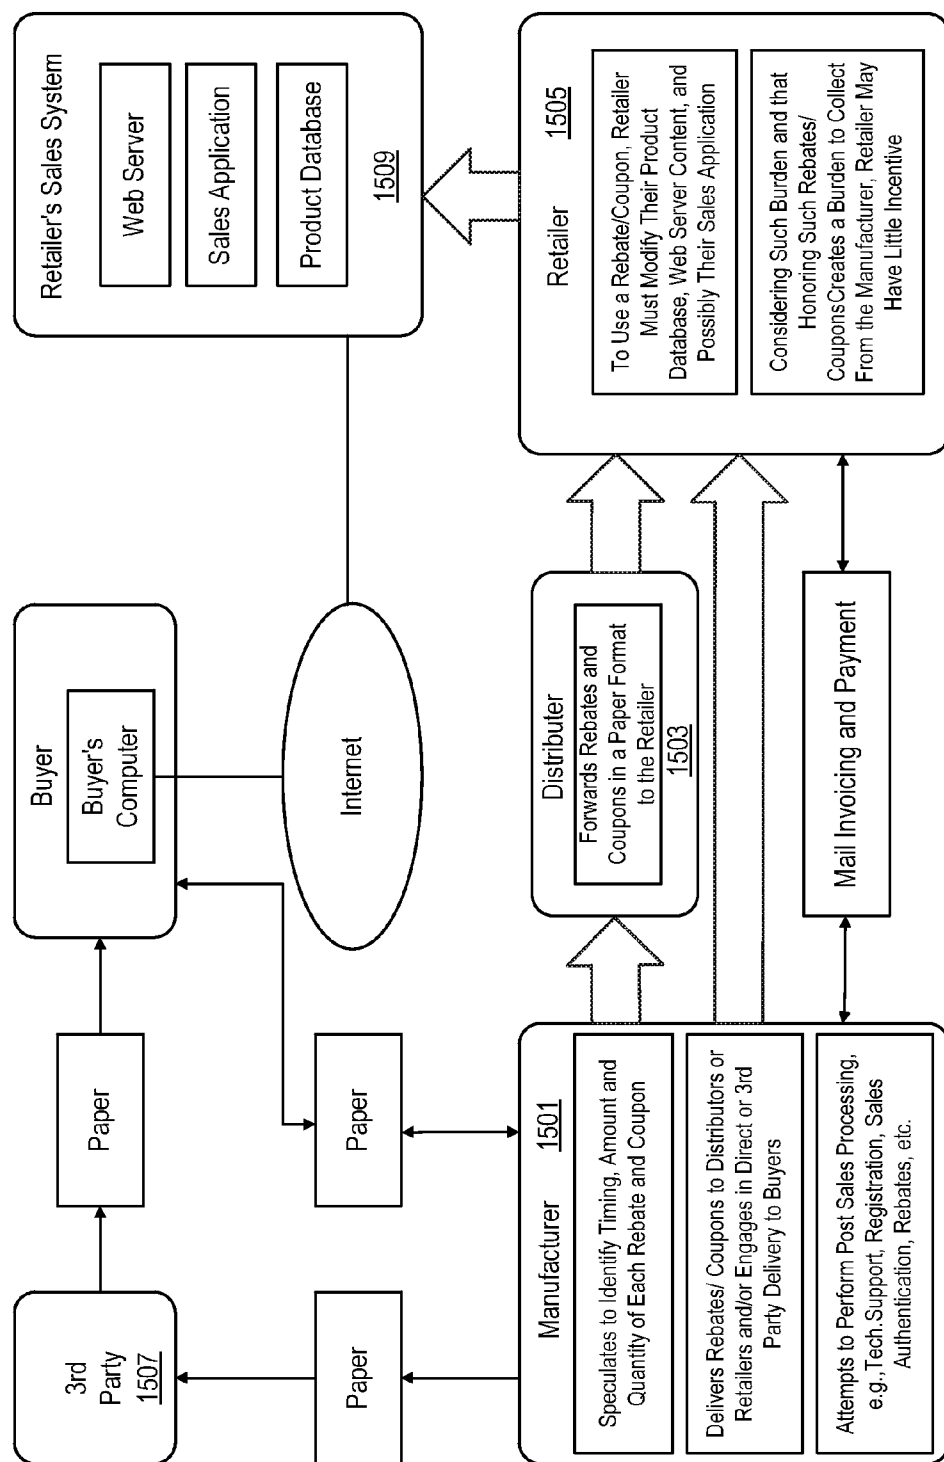 3rd
Party
1507
Paper
Buyer
Buyer's
Computer
Retailer's Sales System
Web Server
Sales Application
Product Database
1509
Paper
Paper
Internet
Manufacturer
1501
Speculates to Identify Timing, Amount and
Quantity of Each Rebate and Coupon
Delivers Rebates/ Coupons to Distributors or
Retailers and/or Engages in Direct or 3rd
Party Delivery to Buyers
Attempts to Perform Post Sales Processing,
e.g.,Tech.Support, Registration, Sales
Authentication, Rebates, etc.
Distributer
Forwards Rebates and
Coupons in a Paper Format
to the Retailer
1503
Mail Invoicing and Payment
Retailer
1505
To Use a Rebate/Coupon, Retailer
Must Modify Their Product
Database, Web Server Content, and
Possibly Their Sales Application
Considering Such Burden and that
Honoring Such Rebates/
CouponsCreates a Burden to Collect
From the Manufacturer, Retailer May
Have Little Incentive